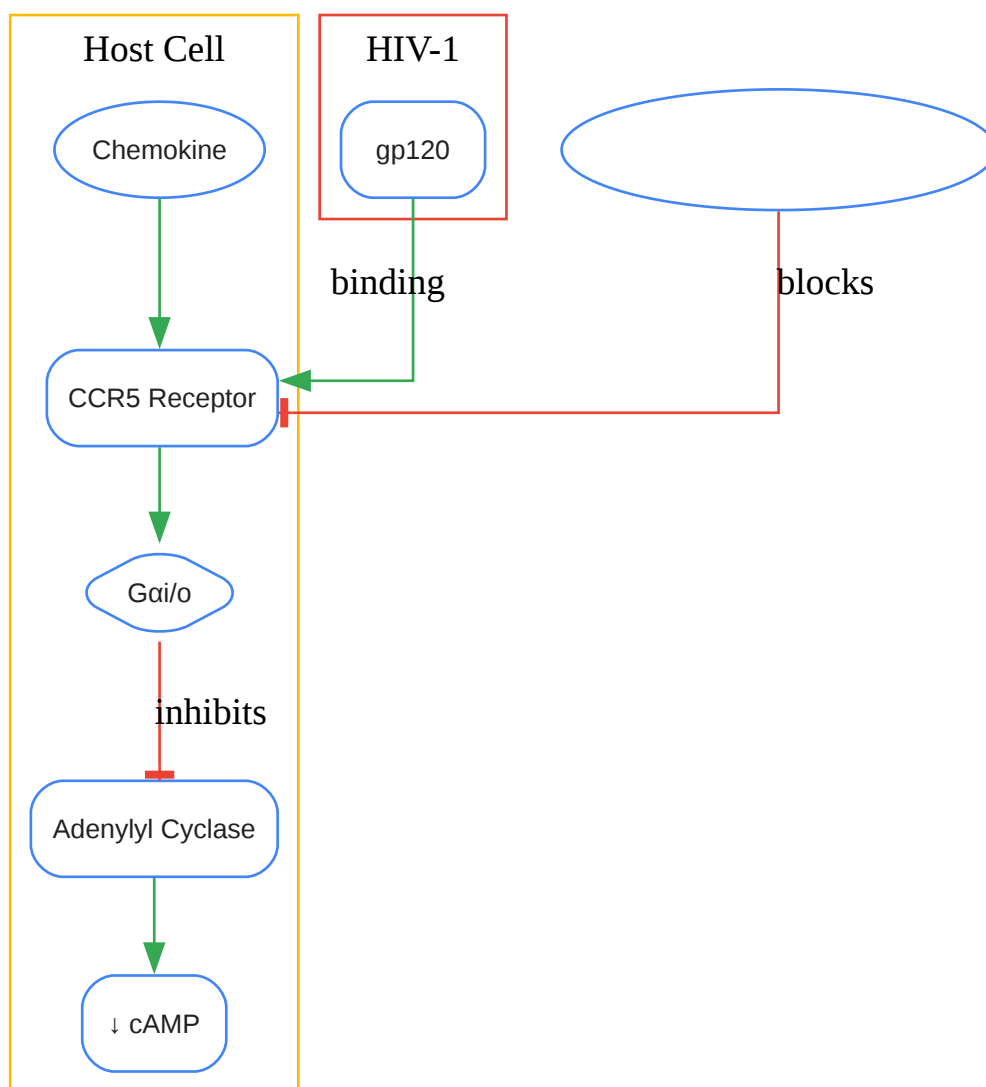 Host Cell
HIV-1
Chemokine
gp120
binding
blocks
CCR5 Receptor
Gαi/o
inhibits
Adenylyl Cyclase
↓ cAMP